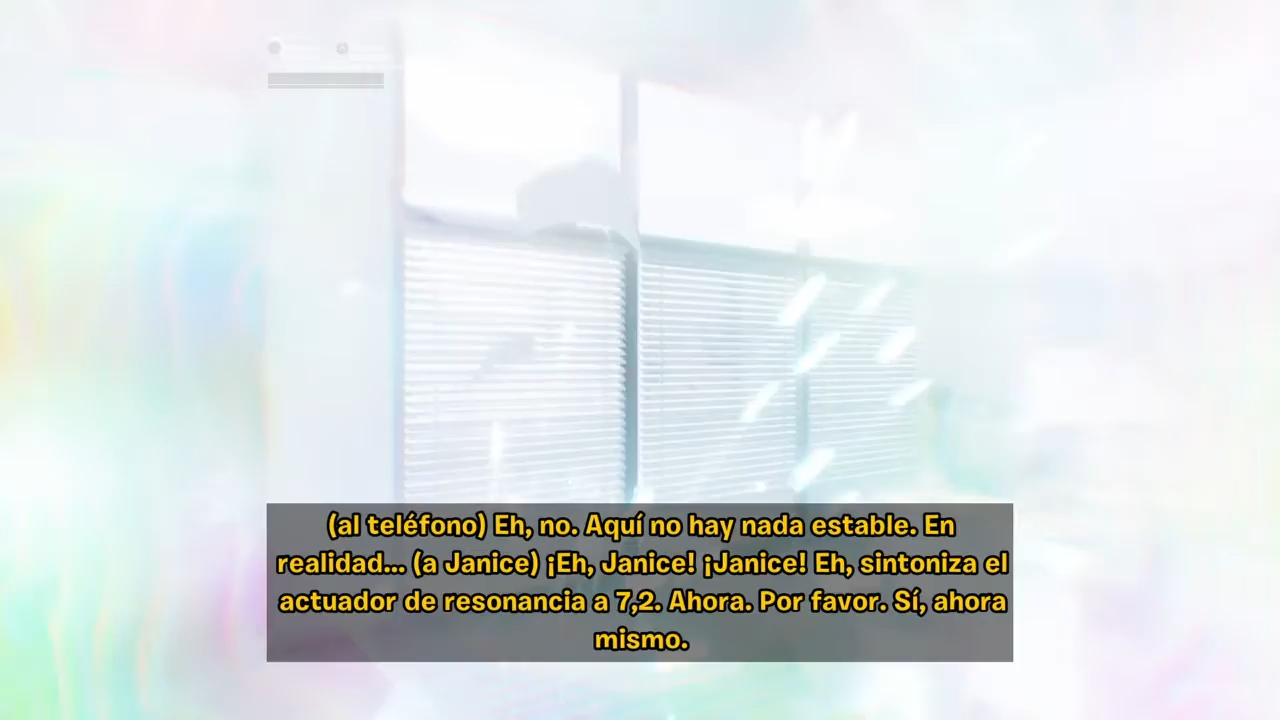 (al teléfono) Eh, no. Aquí no hay nada estable. En
realidad... (a Janice) ¡Eh, Janice! ¡Janice! Eh, sintoniza el
actuador de resonancia a 7,2. Ahora. Por favor. Sí, ahora
mismo.